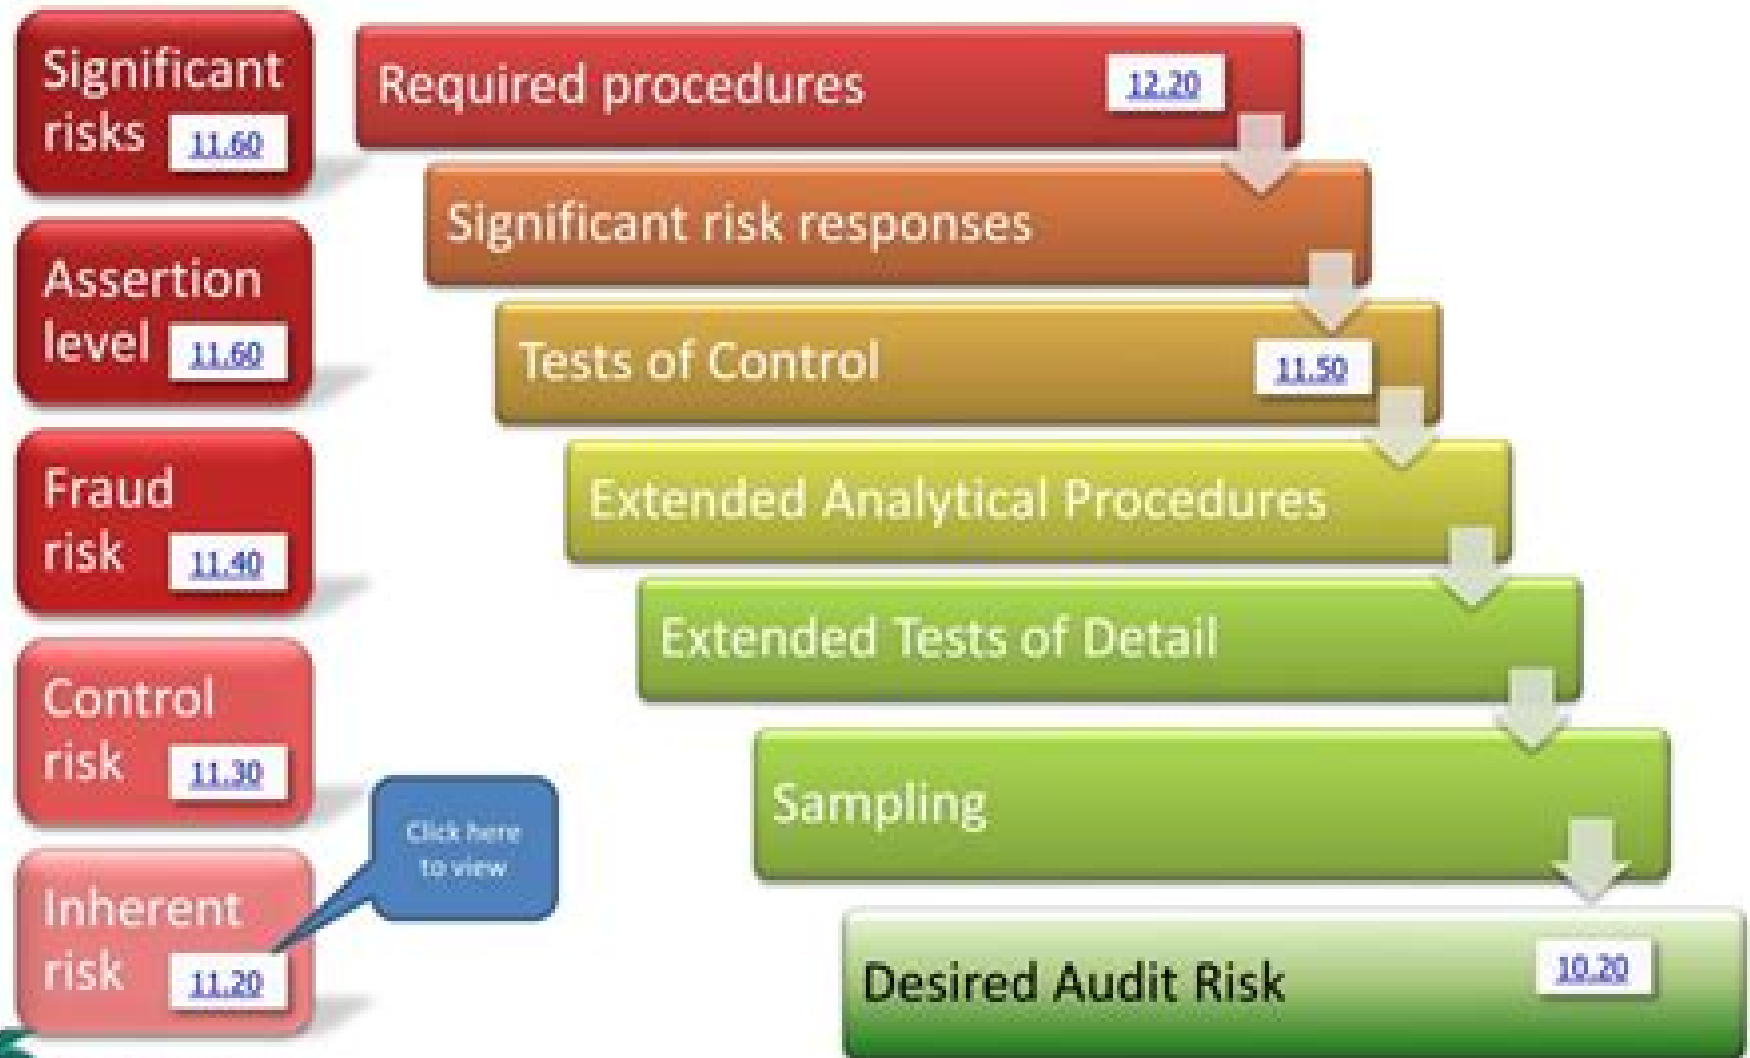 Significant
risks 11.60
Assertion
level 11.60
Fraud
risk 11.40
Control
risk 11.30
Inherent
risk 11.20
Click here
to view
Required procedures 12.20
Significant risk responses
Tests of Control 11.50
Extended Analytical Procedures
Extended Tests of Detail
Sampling
Desired Audit Risk 10.20